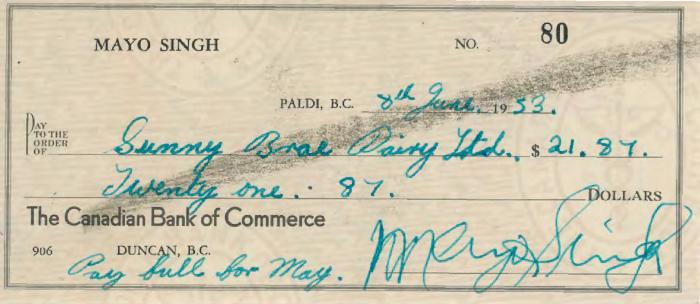 MAYO SINGH NO. 80
PALDI, B.C. 8th June. 1953.
PAY TO THE ORDER OF Sunny Brae Dairy Ltd. $ 21.87.
Twenty one. : 87. DOLLARS
The Canadian Bank of Commerce
906 DUNCAN, B.C.
Pay bull for May. Mayo Singh